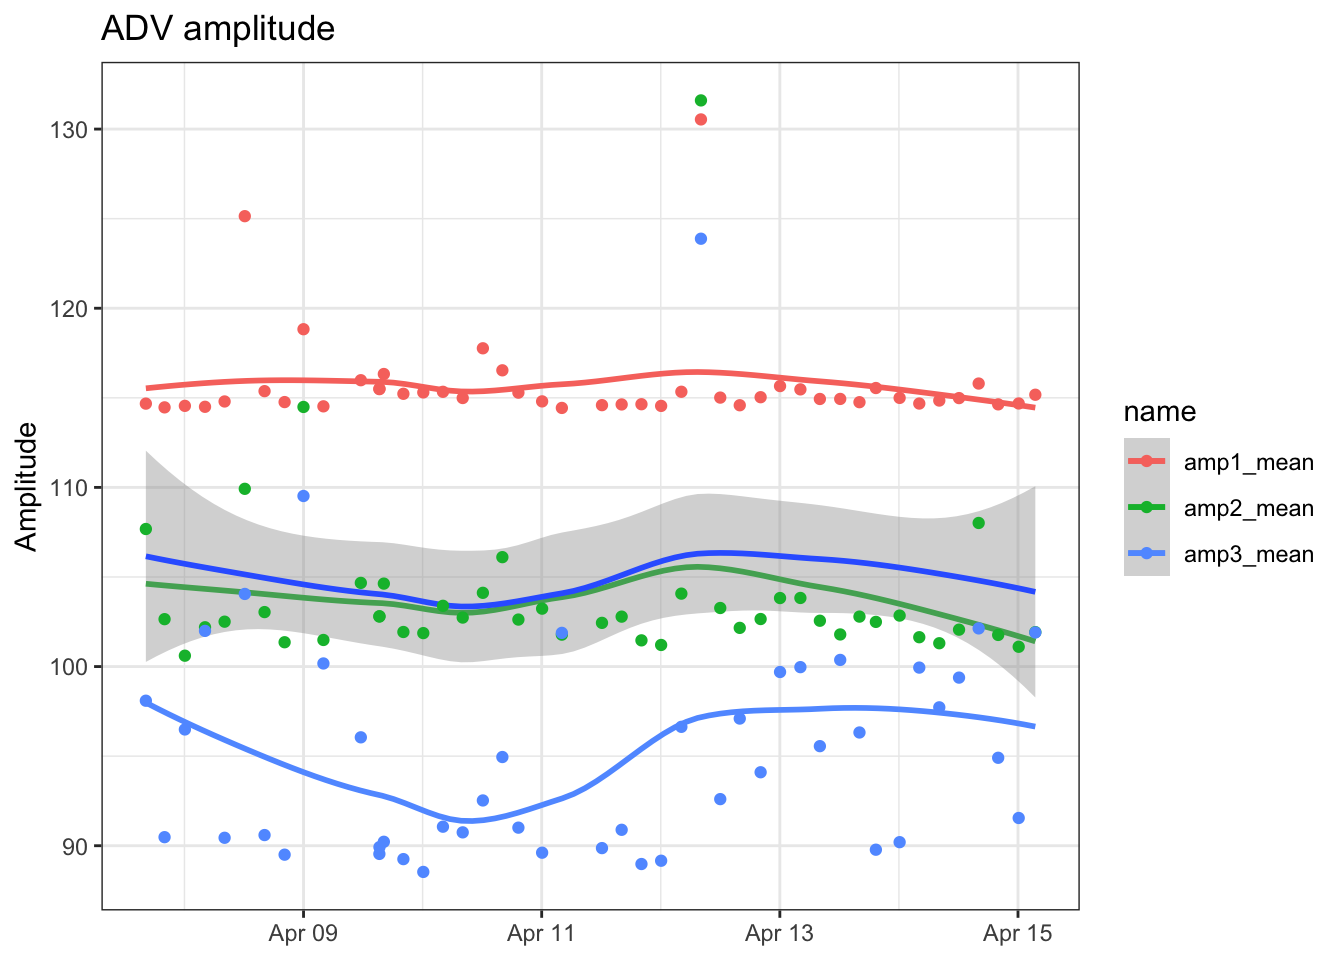 ADV amplitude
130
120
110
100
90
Amplitude
Apr 09
Apr 11
Apr 13
Apr 15
name
amp1_mean
amp2_mean
amp3_mean